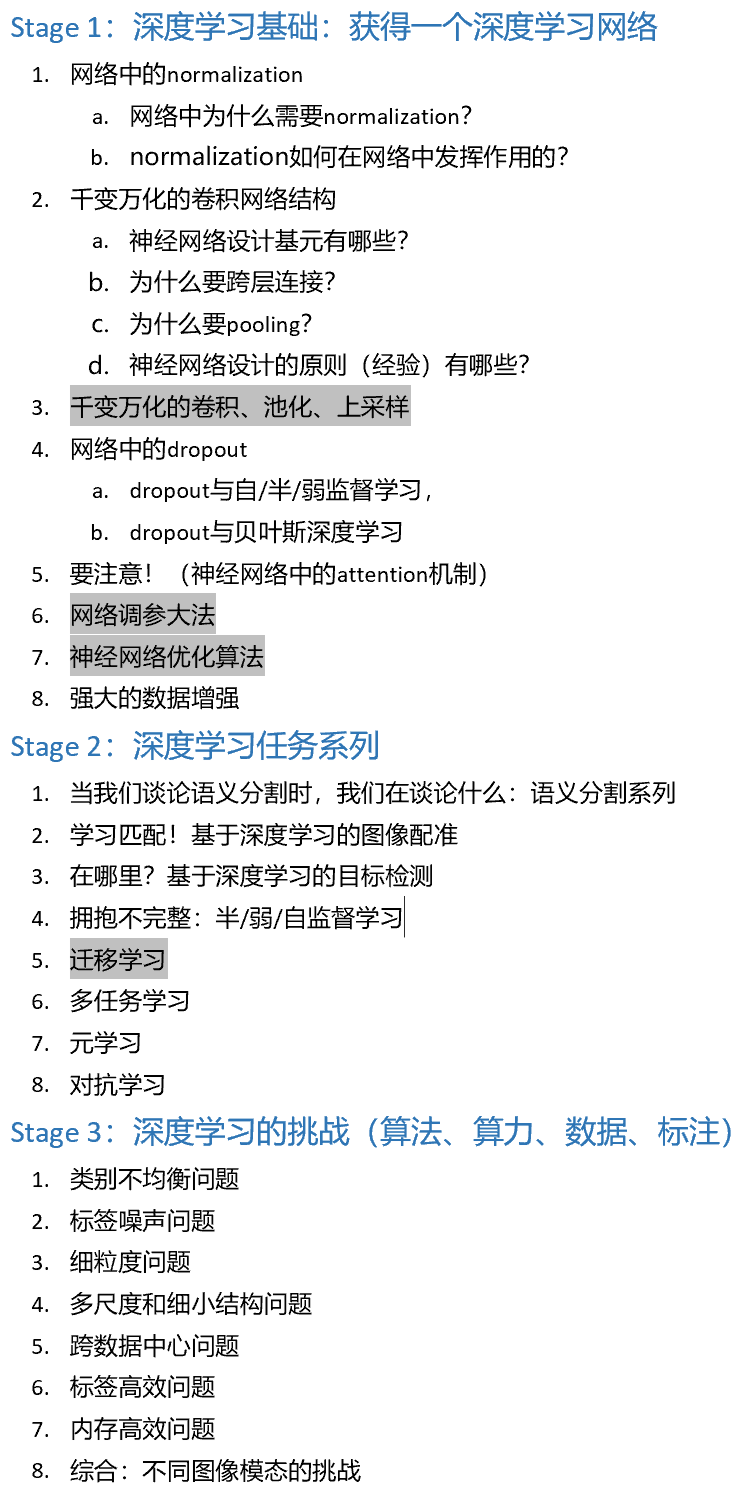 Stage 1：深度学习基础：获得一个深度学习网络
1. 网络中的normalization
a. 网络中为什么需要normalization？
b. normalization如何在网络中发挥作用的？
2. 千变万化的卷积网络结构
a. 神经网络设计基元有哪些？
b. 为什么要跨层连接？
c. 为什么要pooling？
d. 神经网络设计的原则（经验）有哪些？
3. 千变万化的卷积、池化、上采样
4. 网络中的dropout
a. dropout与自/半/弱监督学习，
b. dropout与贝叶斯深度学习
5. 要注意！（神经网络中的attention机制）
6. 网络调参大法
7. 神经网络优化算法
8. 强大的数据增强
Stage 2：深度学习任务系列
1. 当我们谈论语义分割时，我们在谈论什么：语义分割系列
2. 学习匹配！基于深度学习的图像配准
3. 在哪里？基于深度学习的目标检测
4. 拥抱不完整：半/弱/自监督学习
5. 迁移学习
6. 多任务学习
7. 元学习
8. 对抗学习
Stage 3：深度学习的挑战（算法、算力、数据、标注）
1. 类别不均衡问题
2. 标签噪声问题
3. 细粒度问题
4. 多尺度和细小结构问题
5. 跨数据中心问题
6. 标签高效问题
7. 内存高效问题
8. 综合：不同图像模态的挑战